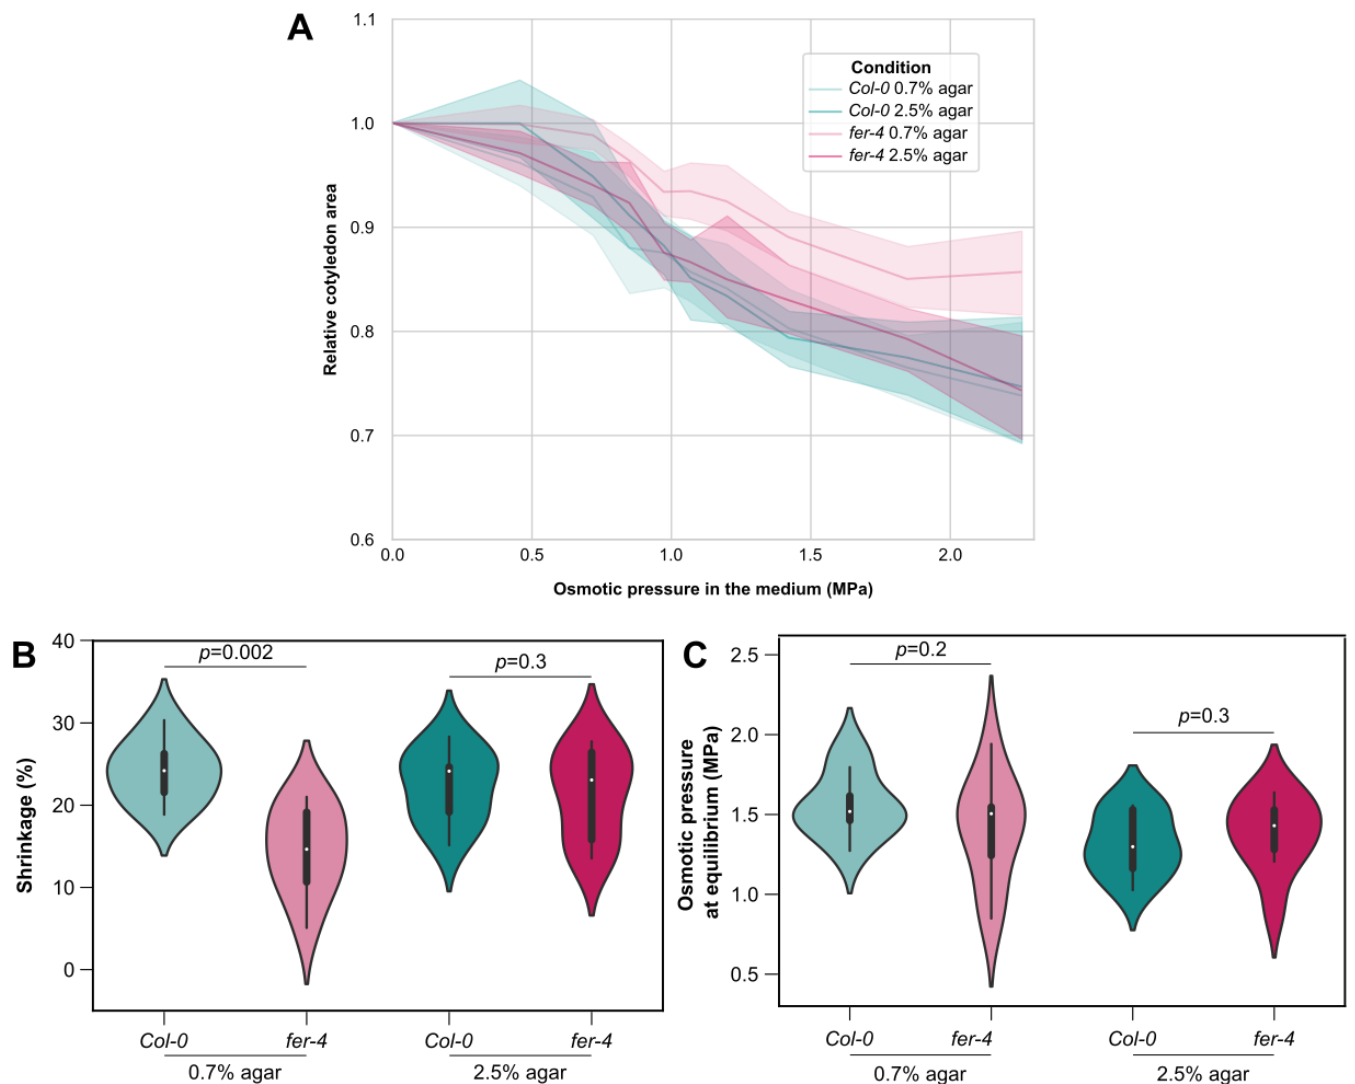 A
1.1
1.0
0.9
0.8
0.7
0.6
Relative cotyledon area
Condition
Col-0 0.7% agar
Col-0 2.5% agar
fer-4 0.7% agar
fer-4 2.5% agar
0.0 0.5 1.0 1.5 2.0
Osmotic pressure in the medium (MPa)
B
40
30
20
10
0
Shrinkage (%)
p=0.002
p=0.3
Col-0 fer-4 Col-0 fer-4
0.7% agar 2.5% agar
C
2.5
2.0
1.5
1.0
0.5
Osmotic pressure
at equilibrium (MPa)
p=0.2
p=0.3
Col-0 fer-4 Col-0 fer-4
0.7% agar 2.5% agar